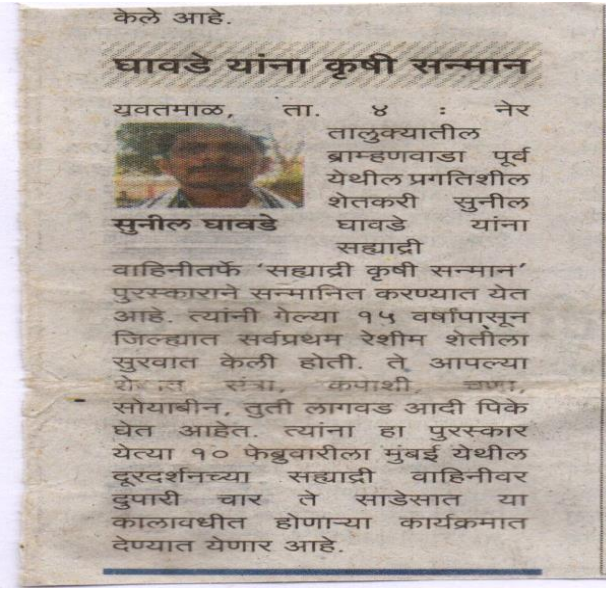 केले आहे.
घावडे यांना कृषी सन्मान
यवतमाळ, ता. ४ : नेर
तालुक्यातील
ब्राम्हणवाडा पूर्व
येथील प्रगतिशील
शेतकरी सुनील
घावडे यांना
सह्याद्री
सुनील घावडे
वाहिनीतर्फे ‘सह्याद्री कृषी सन्मान’
पुरस्काराने सन्मानित करण्यात येत
आहे. त्यांनी गेल्या १५ वर्षांपासून
जिल्ह्यात सर्वप्रथम रेशीम शेतीला
सुरवात केली होती. ते आपल्या
संत्रा, कपाशी, चणा,
सोयाबीन, तुती लागवड आदी पिके
घेत आहेत. त्यांना हा पुरस्कार
येत्या १० फेब्रुवारीला मुंबई येथील
दूरदर्शनच्या सह्याद्री वाहिनीवर
दुपारी चार ते साडेसात या
कालावधीत होणाऱ्या कार्यक्रमात
देण्यात येणार आहे.